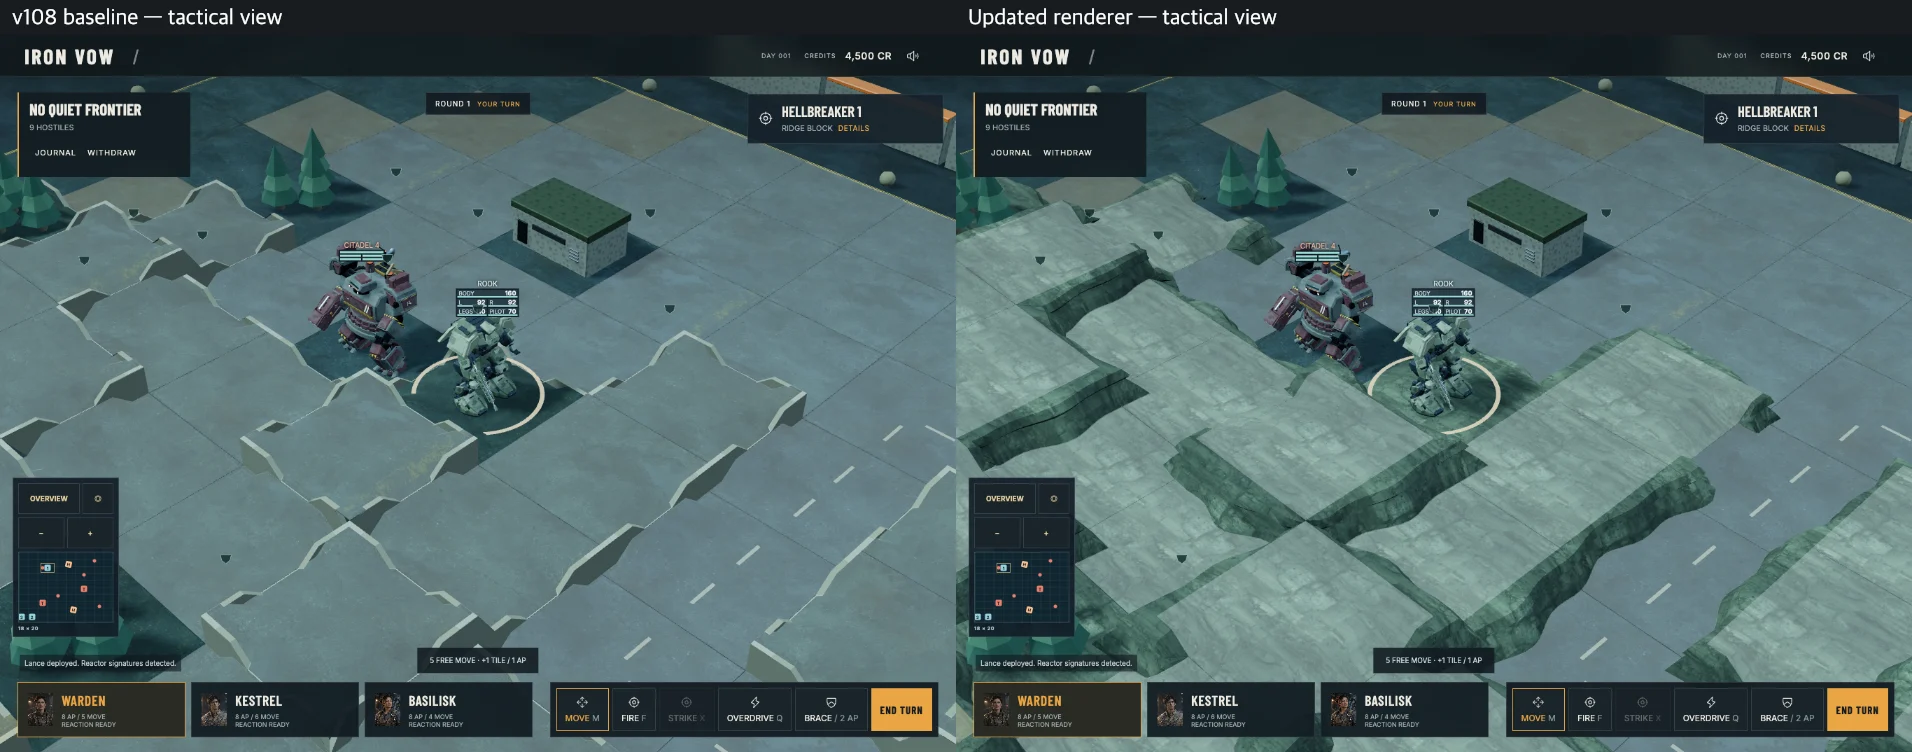 v108 baseline — tactical view
IRON VOW /
DAY 001 CREDITS 4,500 CR
NO QUIET FRONTIER
9 HOSTILES
JOURNAL WITHDRAW
ROUND 1 YOUR TURN
HELLBREAKER 1
RIDGE BLOCK DETAILS
CITADEL 4
ROOK
BODY 160
L 92 R 92
LEGS PILOT 70
OVERVIEW
− +
18 × 20
Lance deployed. Reactor signatures detected.
5 FREE MOVE · +1 TILE / 1 AP
WARDEN
8 AP / 5 MOVE
REACTION READY
KESTREL
8 AP / 6 MOVE
REACTION READY
BASILISK
8 AP / 4 MOVE
REACTION READY
MOVE M
FIRE F
STRIKE X
OVERDRIVE Q
BRACE / 2 AP
END TURN
Updated renderer — tactical view
IRON VOW /
DAY 001 CREDITS 4,500 CR
NO QUIET FRONTIER
9 HOSTILES
JOURNAL WITHDRAW
ROUND 1 YOUR TURN
HELLBREAKER 1
RIDGE BLOCK DETAILS
CITADEL 4
ROOK
BODY 160
L 92 R 92
LEGS PILOT 70
OVERVIEW
− +
18 × 20
Lance deployed. Reactor signatures detected.
5 FREE MOVE · +1 TILE / 1 AP
WARDEN
8 AP / 5 MOVE
REACTION READY
KESTREL
8 AP / 6 MOVE
REACTION READY
BASILISK
8 AP / 4 MOVE
REACTION READY
MOVE M
FIRE F
STRIKE X
OVERDRIVE Q
BRACE / 2 AP
END TURN